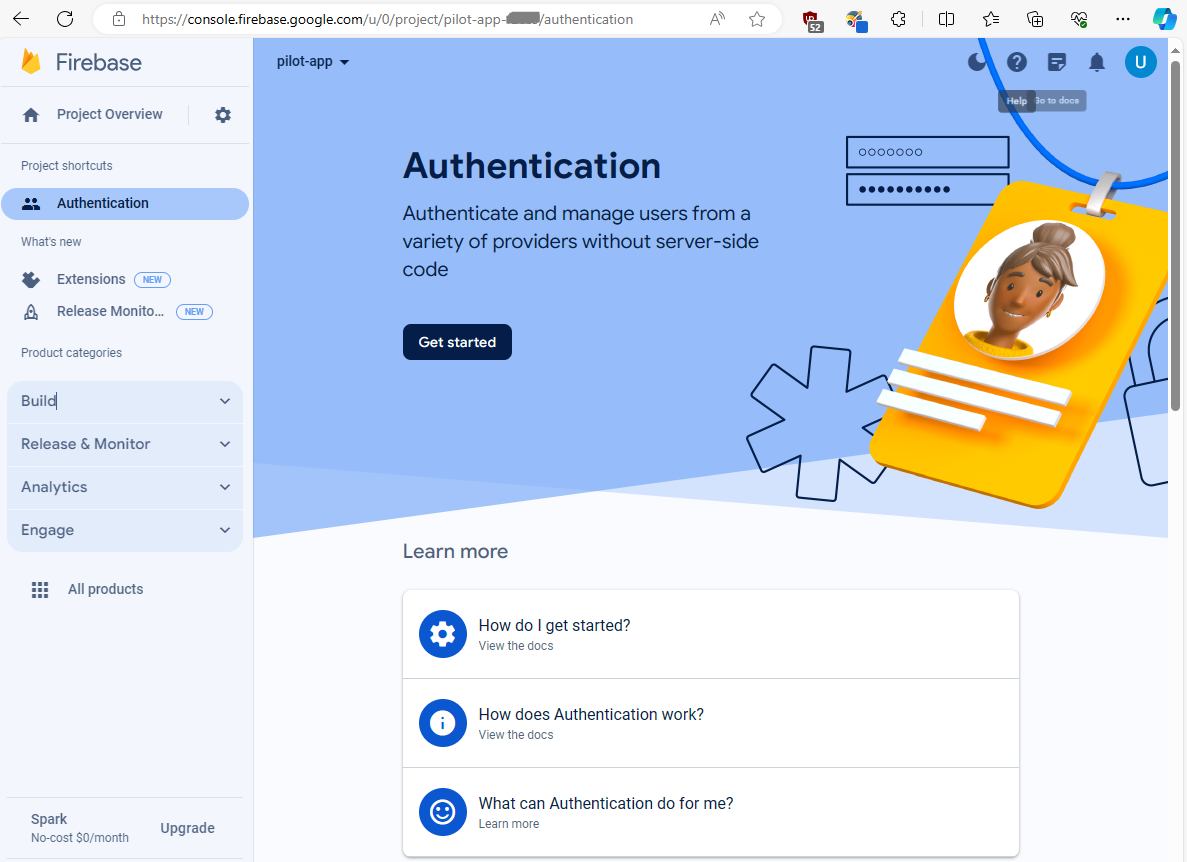 https://console.firebase.google.com/u/0/project/pilot-app-/authentication
52
Firebase
pilot-app
U
Project Overview
Help
Go to docs
Project shortcuts
Authentication
What's new
Extensions NEW
Release Monito... NEW
Product categories
Build
Release & Monitor
Analytics
Engage
All products
Spark
No-cost $0/month
Upgrade
Authentication
Authenticate and manage users from a
variety of providers without server-side
code
Get started
Learn more
How do I get started?
View the docs
How does Authentication work?
View the docs
What can Authentication do for me?
Learn more